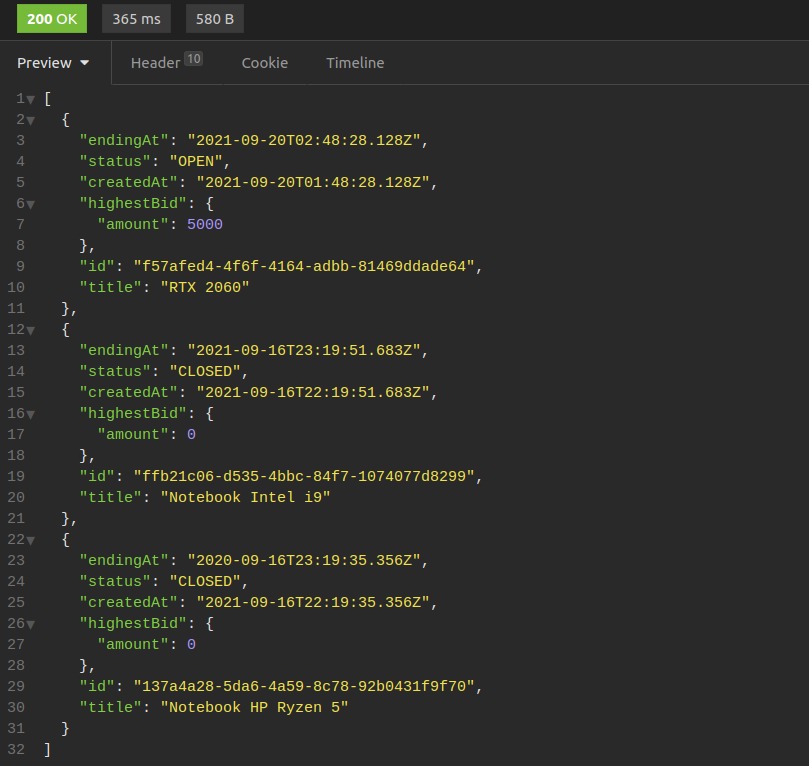 200 OK 365 ms 580 B
Preview Header 10 Cookie Timeline
1 [
2 {
3 "endingAt": "2021-09-20T02:48:28.128Z",
4 "status": "OPEN",
5 "createdAt": "2021-09-20T01:48:28.128Z",
6 "highestBid": {
7 "amount": 5000
8 },
9 "id": "f57afed4-4f6f-4164-adbb-81469ddade64",
10 "title": "RTX 2060"
11 },
12 {
13 "endingAt": "2021-09-16T23:19:51.683Z",
14 "status": "CLOSED",
15 "createdAt": "2021-09-16T22:19:51.683Z",
16 "highestBid": {
17 "amount": 0
18 },
19 "id": "ffb21c06-d535-4bbc-84f7-1074077d8299",
20 "title": "Notebook Intel i9"
21 },
22 {
23 "endingAt": "2020-09-16T23:19:35.356Z",
24 "status": "CLOSED",
25 "createdAt": "2021-09-16T22:19:35.356Z",
26 "highestBid": {
27 "amount": 0
28 },
29 "id": "137a4a28-5da6-4a59-8c78-92b0431f9f70",
30 "title": "Notebook HP Ryzen 5"
31 }
32 ]